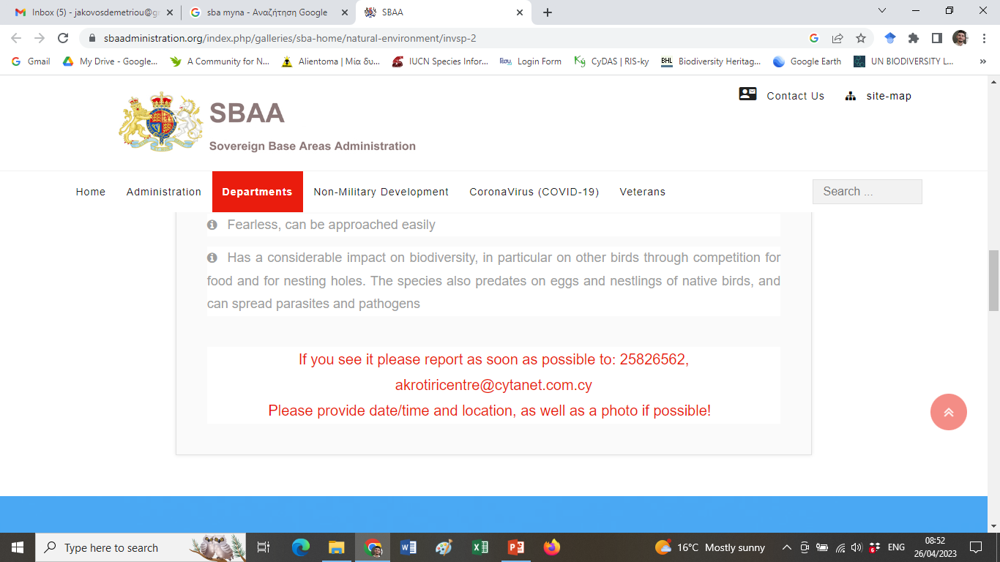 Inbox (5) - jakovosdemetriou@gr
sba myna - Αναζήτηση Google
SBAA
sbaadministration.org/index.php/galleries/sba-home/natural-environment/invsp-2
Gmail My Drive - Google... A Community for N... Alientoma | Μία δυ... IUCN Species Infor... Login Form CyDAS | RIS-ky BHL Biodiversity Heritag... Google Earth UN BIODIVERSITY L... »
Contact Us site-map
SBAA
Sovereign Base Areas Administration
Home Administration Departments Non-Military Development CoronaVirus (COVID-19) Veterans Search ...
Fearless, can be approached easily
Has a considerable impact on biodiversity, in particular on other birds through competition for
food and for nesting holes. The species also predates on eggs and nestlings of native birds, and
can spread parasites and pathogens
If you see it please report as soon as possible to: 25826562,
akrotiricentre@cytanet.com.cy
Please provide date/time and location, as well as a photo if possible!
Type here to search 16°C Mostly sunny ENG 08:52
26/04/2023